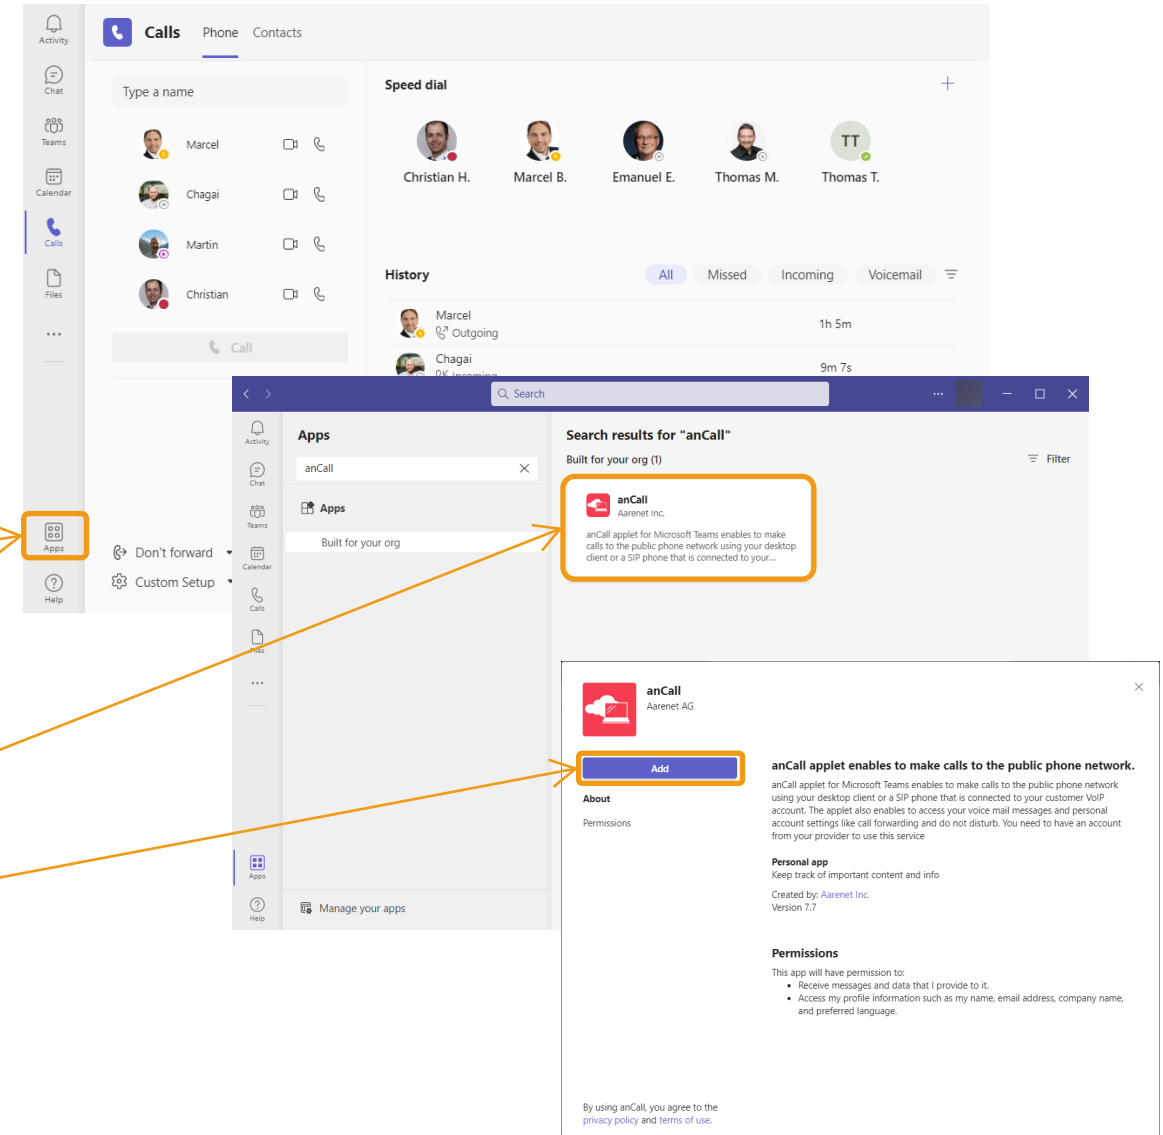 Activity
Chat
Teams
Calendar
Calls
Files
Apps
Help
Calls Phone Contacts
Type a name
Marcel
Chagai
Martin
Christian
Call
Don't forward
Custom Setup
Speed dial
Christian H. Marcel B. Emanuel E. Thomas M. TT Thomas T.
History All Missed Incoming Voicemail
Marcel
Outgoing 1h 5m
Chagai
Incoming 9m 7s
Search
Activity
Chat
Teams
Calendar
Calls
Files
Apps
Help
Apps
anCall
Apps
Built for your org
Manage your apps
Search results for "anCall"
Built for your org (1) Filter
anCall
Aarenet Inc.
anCall applet for Microsoft Teams enables to make
calls to the public phone network using your desktop
client or a SIP phone that is connected to your...
anCall
Aarenet AG
Add
About
Permissions
anCall applet enables to make calls to the public phone network.
anCall applet for Microsoft Teams enables to make calls to the public phone network
using your desktop client or a SIP phone that is connected to your customer VoIP
account. The applet also enables to access your voice mail messages and personal
account settings like call forwarding and do not disturb. You need to have an account
from your provider to use this service
Personal app
Keep track of important content and info
Created by: Aarenet Inc.
Version 7.7
Permissions
This app will have permission to:
• Receive messages and data that I provide to it.
• Access my profile information such as my name, email address, company name,
and preferred language.
By using anCall, you agree to the
privacy policy and terms of use.